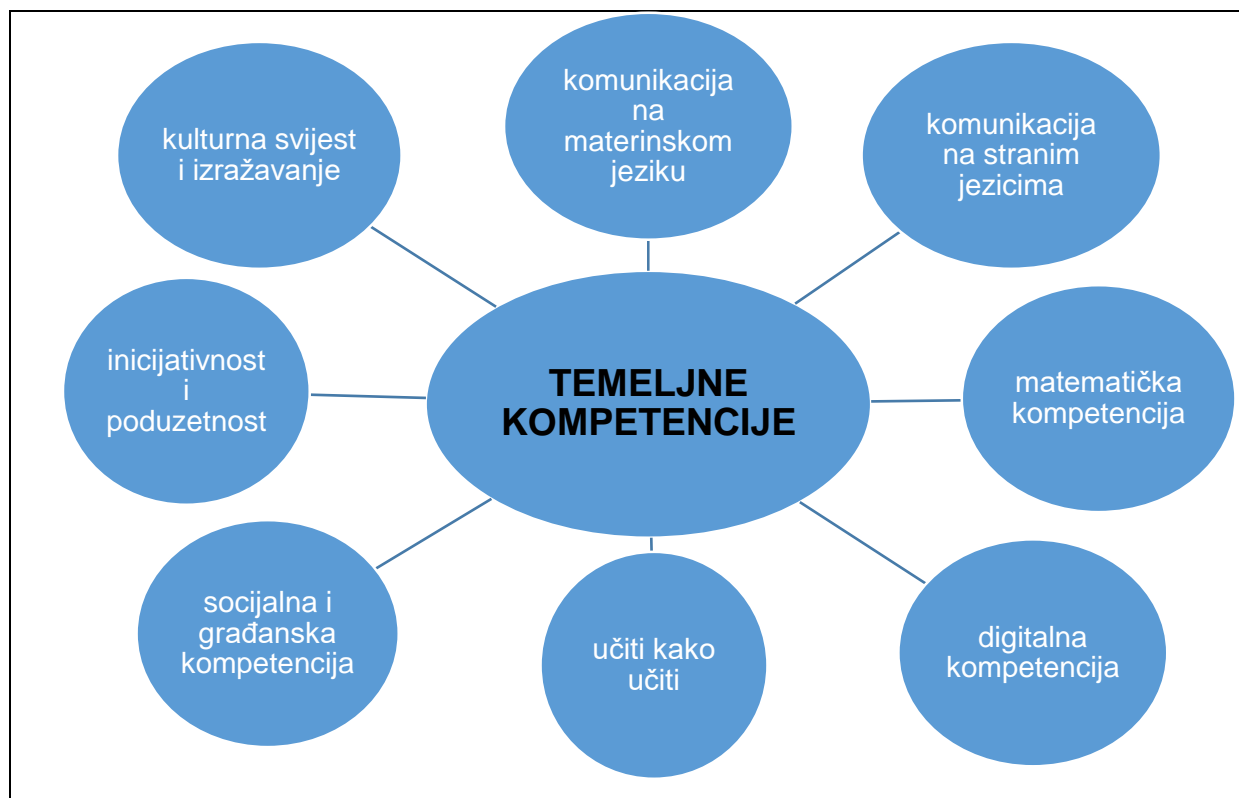 komunikacija
na
materinskom
jeziku
komunikacija
na stranim
jezicima
matematička
kompetencija
digitalna
kompetencija
učiti kako
učiti
socijalna i
građanska
kompetencija
inicijativnost
i
poduzetnost
kulturna svijest
i izražavanje
TEMELJNE
KOMPETENCIJE